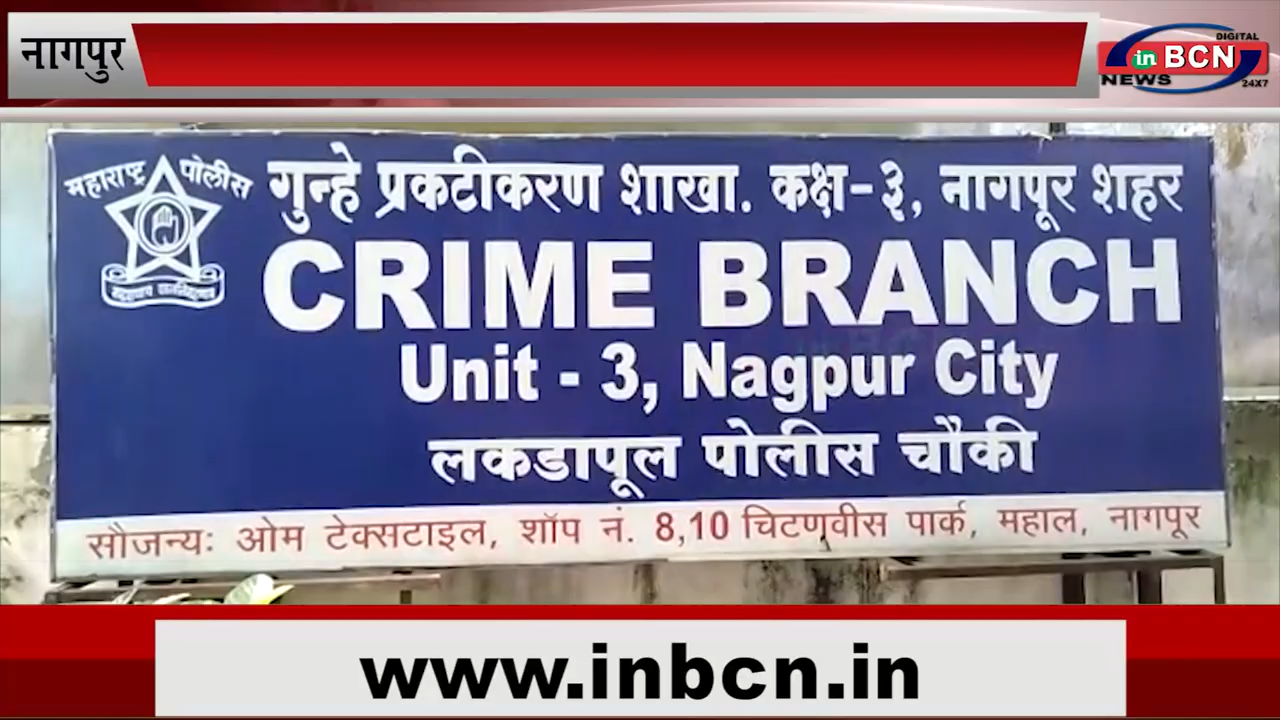 नागपुर
DIGITAL
in BCN
NEWS
24X7
महाराष्ट्र पोलीस
गुन्हे प्रकटीकरण शाखा. कक्ष-३, नागपूर शहर
CRIME BRANCH
Unit - 3, Nagpur City
लकडापूल पोलीस चौकी
सौजन्यः ओम टेक्सटाइल, शॉप नं. 8,10 चिटणवीस पार्क, महाल, नागपूर
www.inbcn.in